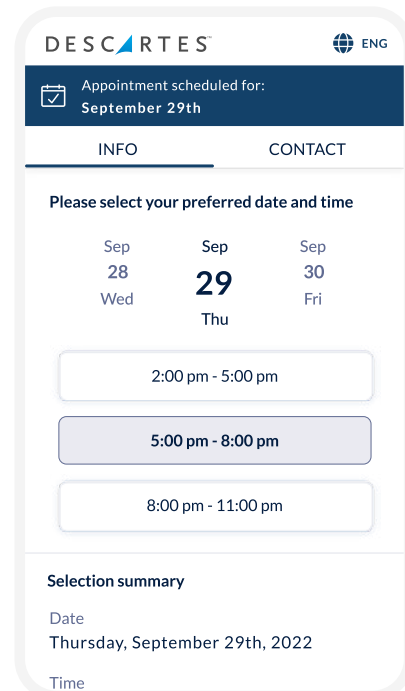 DESCARTES™
ENG
Appointment scheduled for:
September 29th
INFO CONTACT
Please select your preferred date and time
Sep Sep Sep
28 29 30
Wed Thu Fri
2:00 pm - 5:00 pm
5:00 pm - 8:00 pm
8:00 pm - 11:00 pm
Selection summary
Date
Thursday, September 29th, 2022
Time